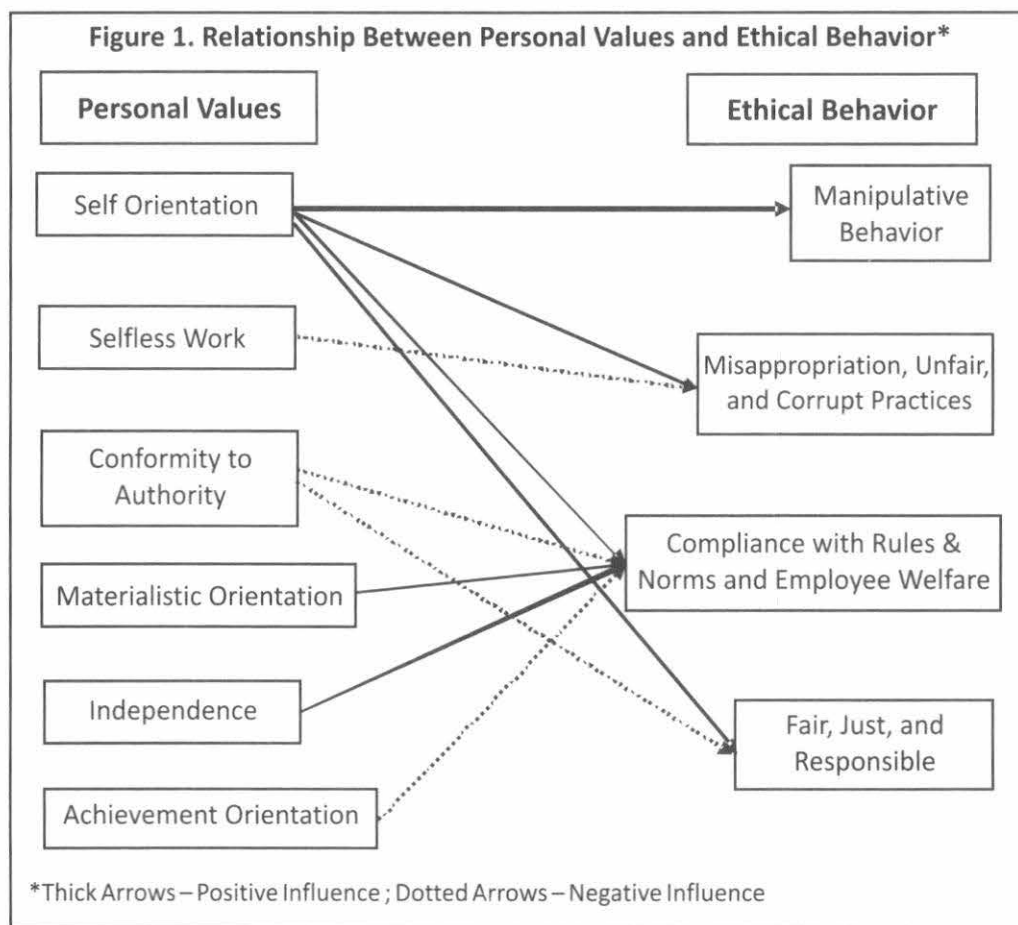 Figure 1. Relationship Between Personal Values and Ethical Behavior*
Personal Values
Ethical Behavior
Self Orientation
Manipulative
Behavior
Selfless Work
Misappropriation, Unfair,
and Corrupt Practices
Conformity to
Authority
Compliance with Rules &
Norms and Employee Welfare
Materialistic Orientation
Independence
Fair, Just, and
Responsible
Achievement Orientation
*Thick Arrows – Positive Influence ; Dotted Arrows – Negative Influence